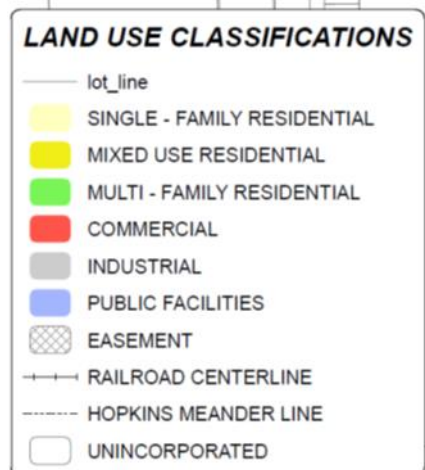 LAND USE CLASSIFICATIONS
lot_line
SINGLE - FAMILY RESIDENTIAL
MIXED USE RESIDENTIAL
MULTI - FAMILY RESIDENTIAL
COMMERCIAL
INDUSTRIAL
PUBLIC FACILITIES
EASEMENT
RAILROAD CENTERLINE
HOPKINS MEANDER LINE
UNINCORPORATED